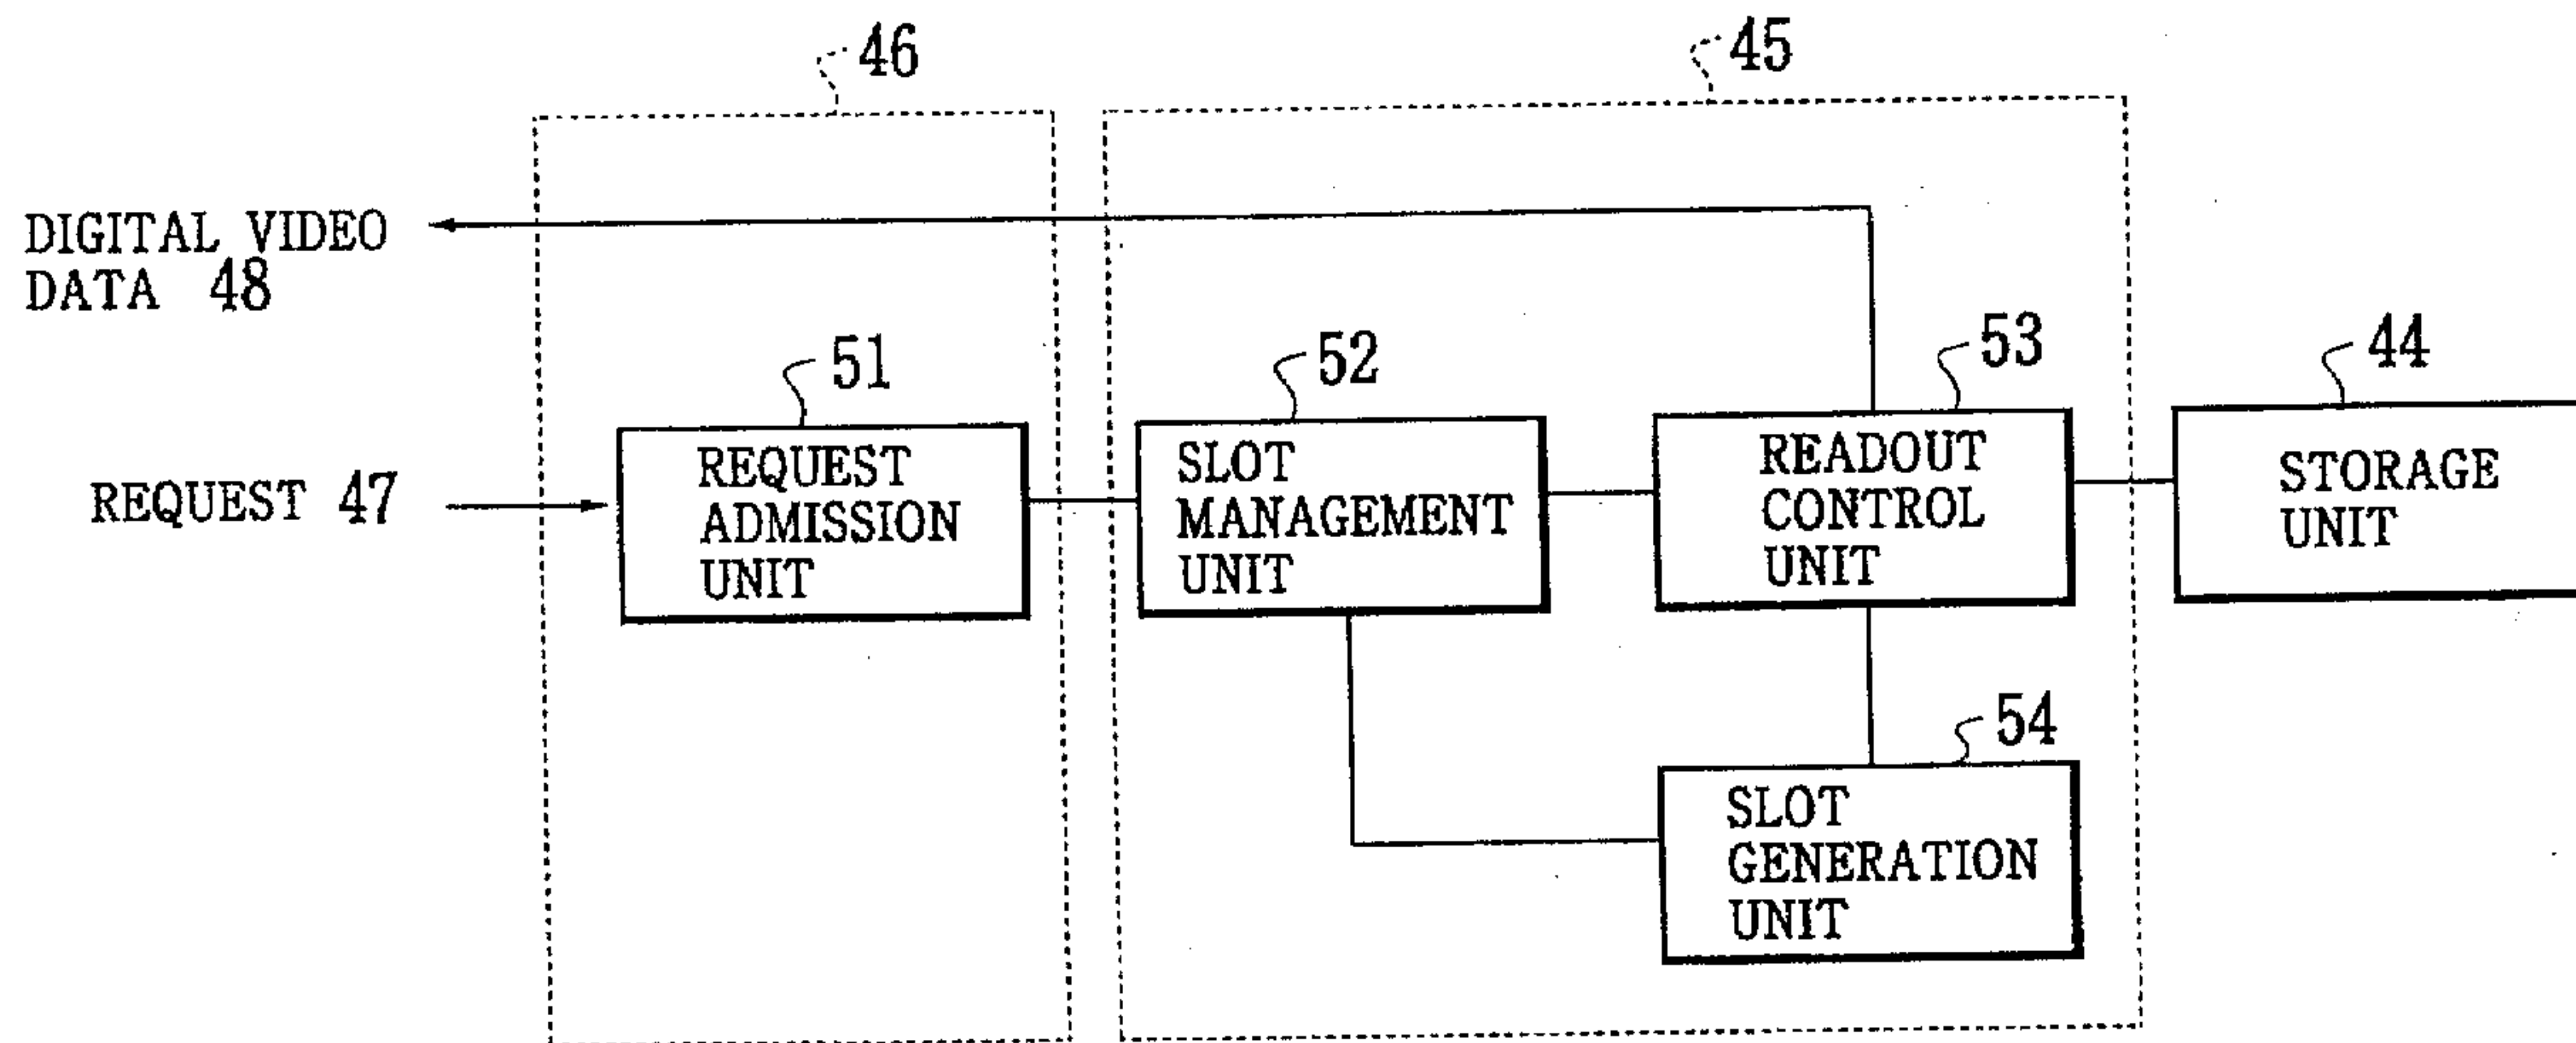 46
45
DIGITAL VIDEO
DATA 48
51
52
53
44
REQUEST 47
REQUEST
ADMISSION
UNIT
SLOT
MANAGEMENT
UNIT
READOUT
CONTROL
UNIT
STORAGE
UNIT
54
SLOT
GENERATION
UNIT